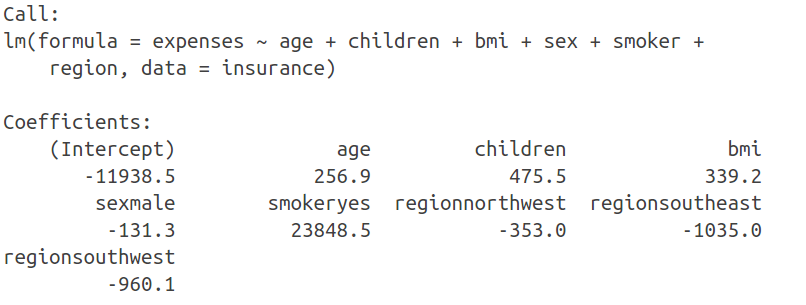 Call:
lm(formula = expenses ~ age + children + bmi + sex + smoker +
    region, data = insurance)

Coefficients:
    (Intercept)              age         children              bmi
       -11938.5            256.9            475.5            339.2
        sexmale        smokeryes  regionnorthwest  regionsoutheast
         -131.3          23848.5           -353.0          -1035.0
regionsouthwest
         -960.1